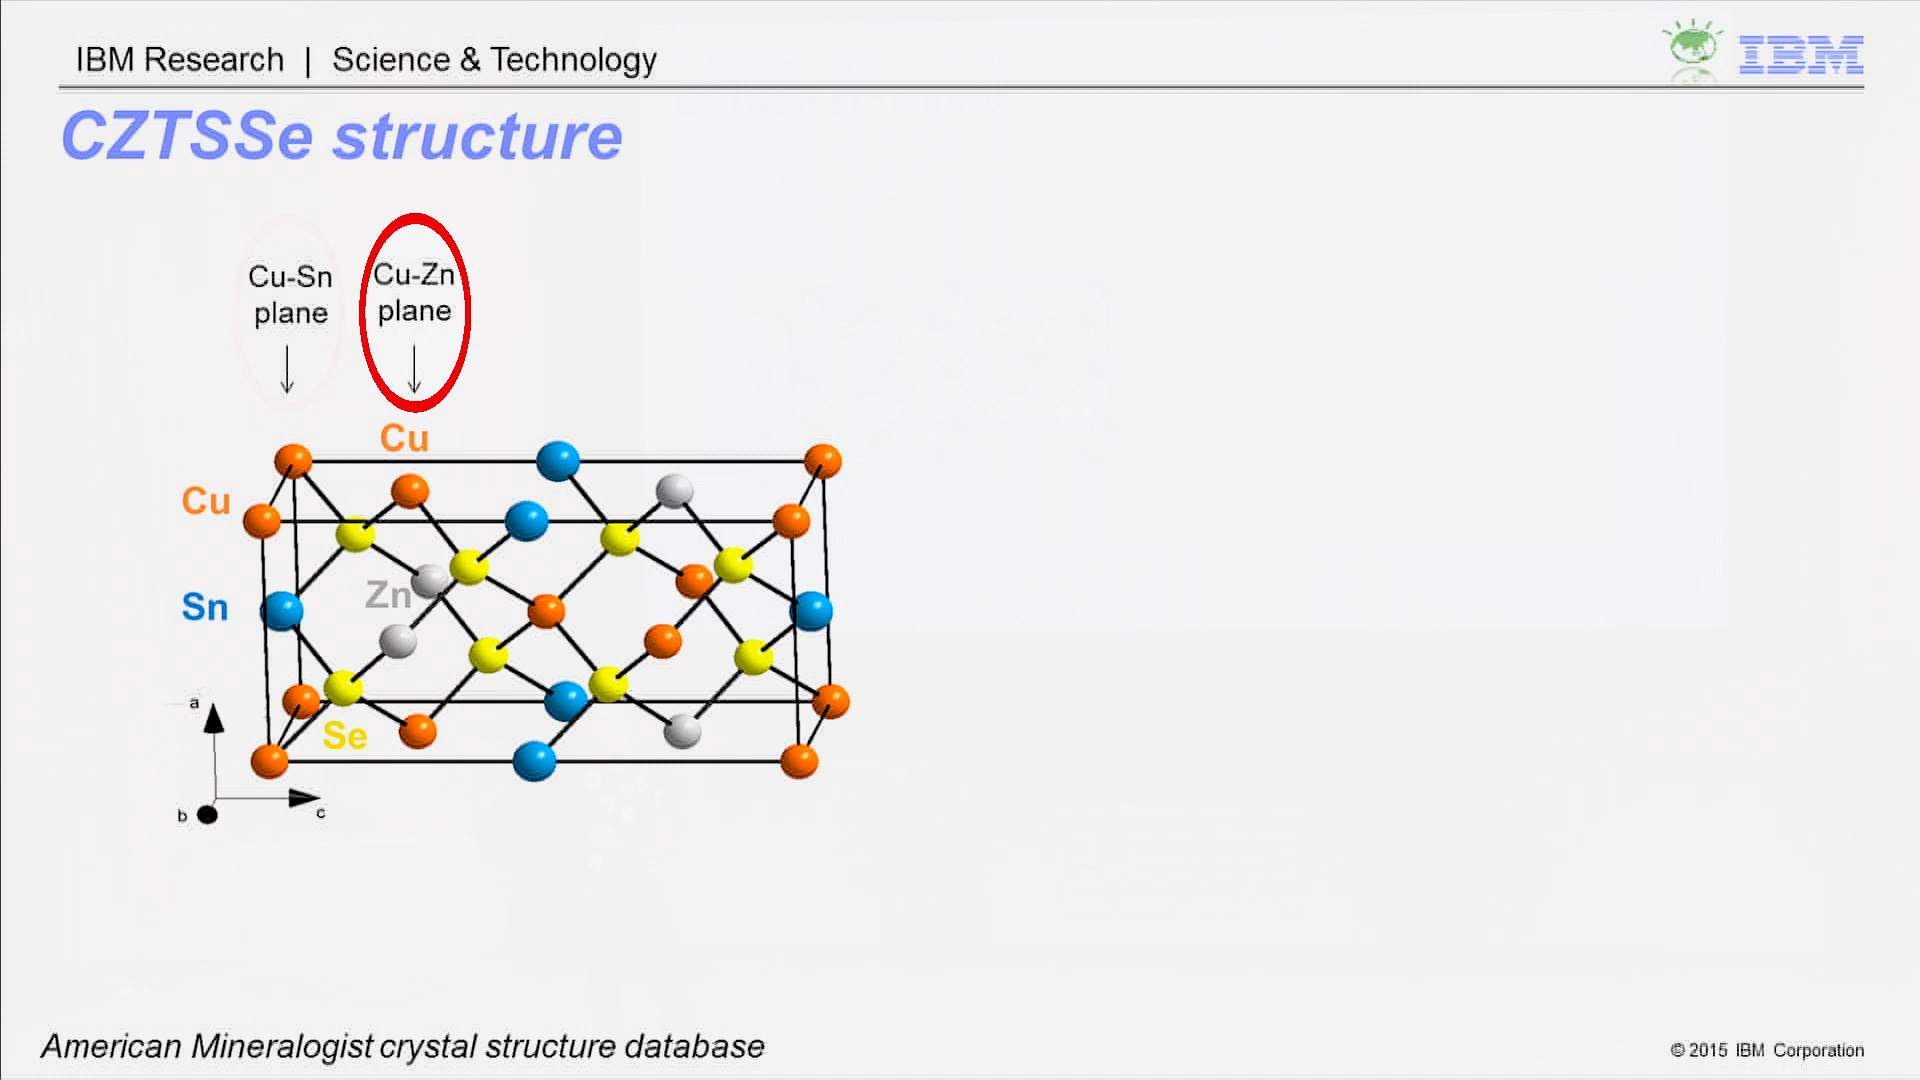 IBM Research | Science & Technology
IBM
CZTSSe structure
Cu-Sn
plane
Cu-Zn
plane
Cu
Cu
Zn
Sn
Se
a
b
c
American Mineralogist crystal structure database
© 2015 IBM Corporation